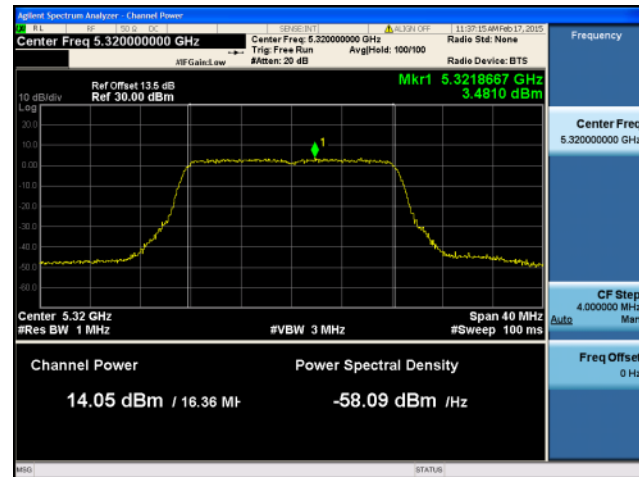 Agilent Spectrum Analyzer - Channel Power
RL RF 50 Ω DC SENSE:INT ALIGN OFF 11:37:15 AM Feb 17, 2015
Center Freq 5.320000000 GHz
Center Freq: 5.320000000 GHz
Radio Std: None
Trig: Free Run Avg|Hold: 100/100
#IFGain:Low #Atten: 20 dB Radio Device: BTS
Mkr1 5.3218667 GHz
3.4810 dBm
Ref Offset 13.5 dB
10 dB/div Ref 30.00 dBm
Log
20.0
10.0
0.00
-10.0
-20.0
-30.0
-40.0
-50.0
-60.0
1
Center 5.32 GHz Span 40 MHz
#Res BW 1 MHz #VBW 3 MHz #Sweep 100 ms
Channel Power Power Spectral Density
14.05 dBm / 16.36 MH -58.09 dBm /Hz
MSG STATUS
Frequency
Center Freq
5.320000000 GHz
CF Step
4.000000 MHz
Auto Man
Freq Offset
0 Hz